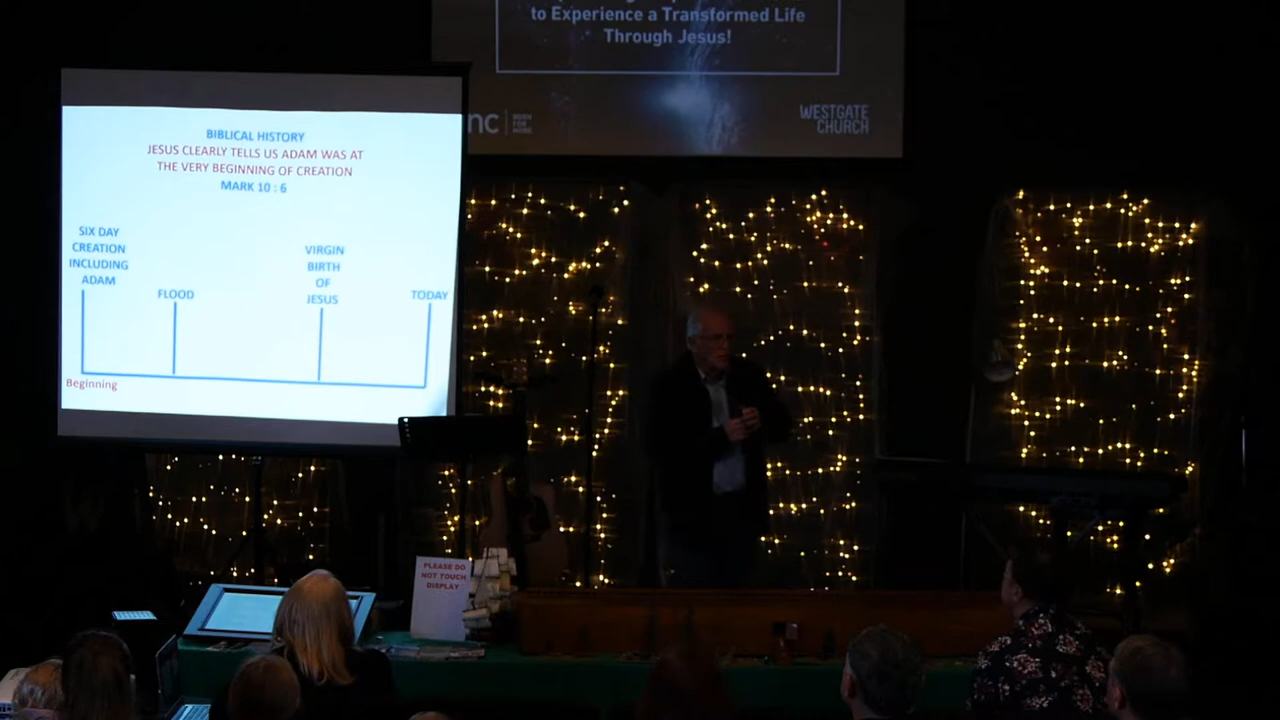 to Experience a Transformed Life
Through Jesus!
nc
WESTGATE
CHURCH
BIBLICAL HISTORY
JESUS CLEARLY TELLS US ADAM WAS AT
THE VERY BEGINNING OF CREATION
MARK 10 : 6
SIX DAY
CREATION
INCLUDING
ADAM
FLOOD
VIRGIN
BIRTH
OF
JESUS
TODAY
Beginning
PLEASE DO
NOT TOUCH
DISPLAY